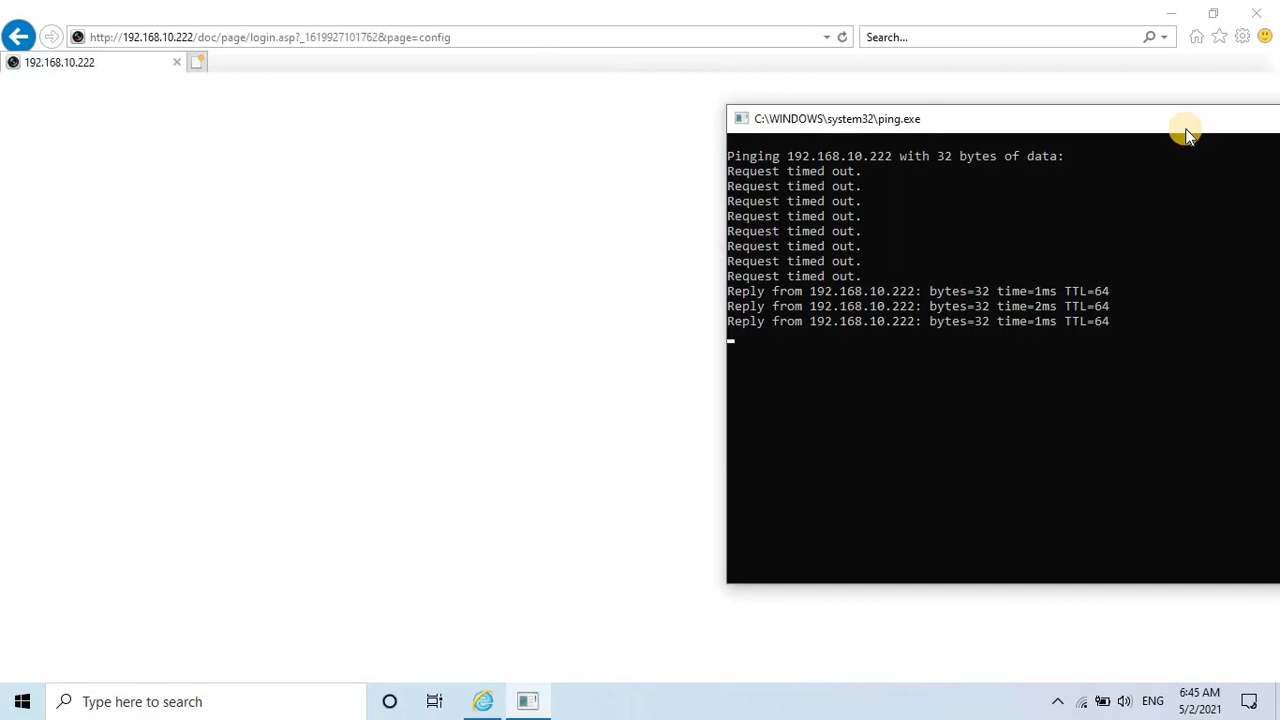 http://192.168.10.222/doc/page/login.asp?_1619927101762&page=config
Search...
192.168.10.222
C:\WINDOWS\system32\ping.exe
Pinging 192.168.10.222 with 32 bytes of data:
Request timed out.
Request timed out.
Request timed out.
Request timed out.
Request timed out.
Request timed out.
Request timed out.
Request timed out.
Reply from 192.168.10.222: bytes=32 time=1ms TTL=64
Reply from 192.168.10.222: bytes=32 time=2ms TTL=64
Reply from 192.168.10.222: bytes=32 time=1ms TTL=64
Type here to search
ENG
6:45 AM
5/2/2021